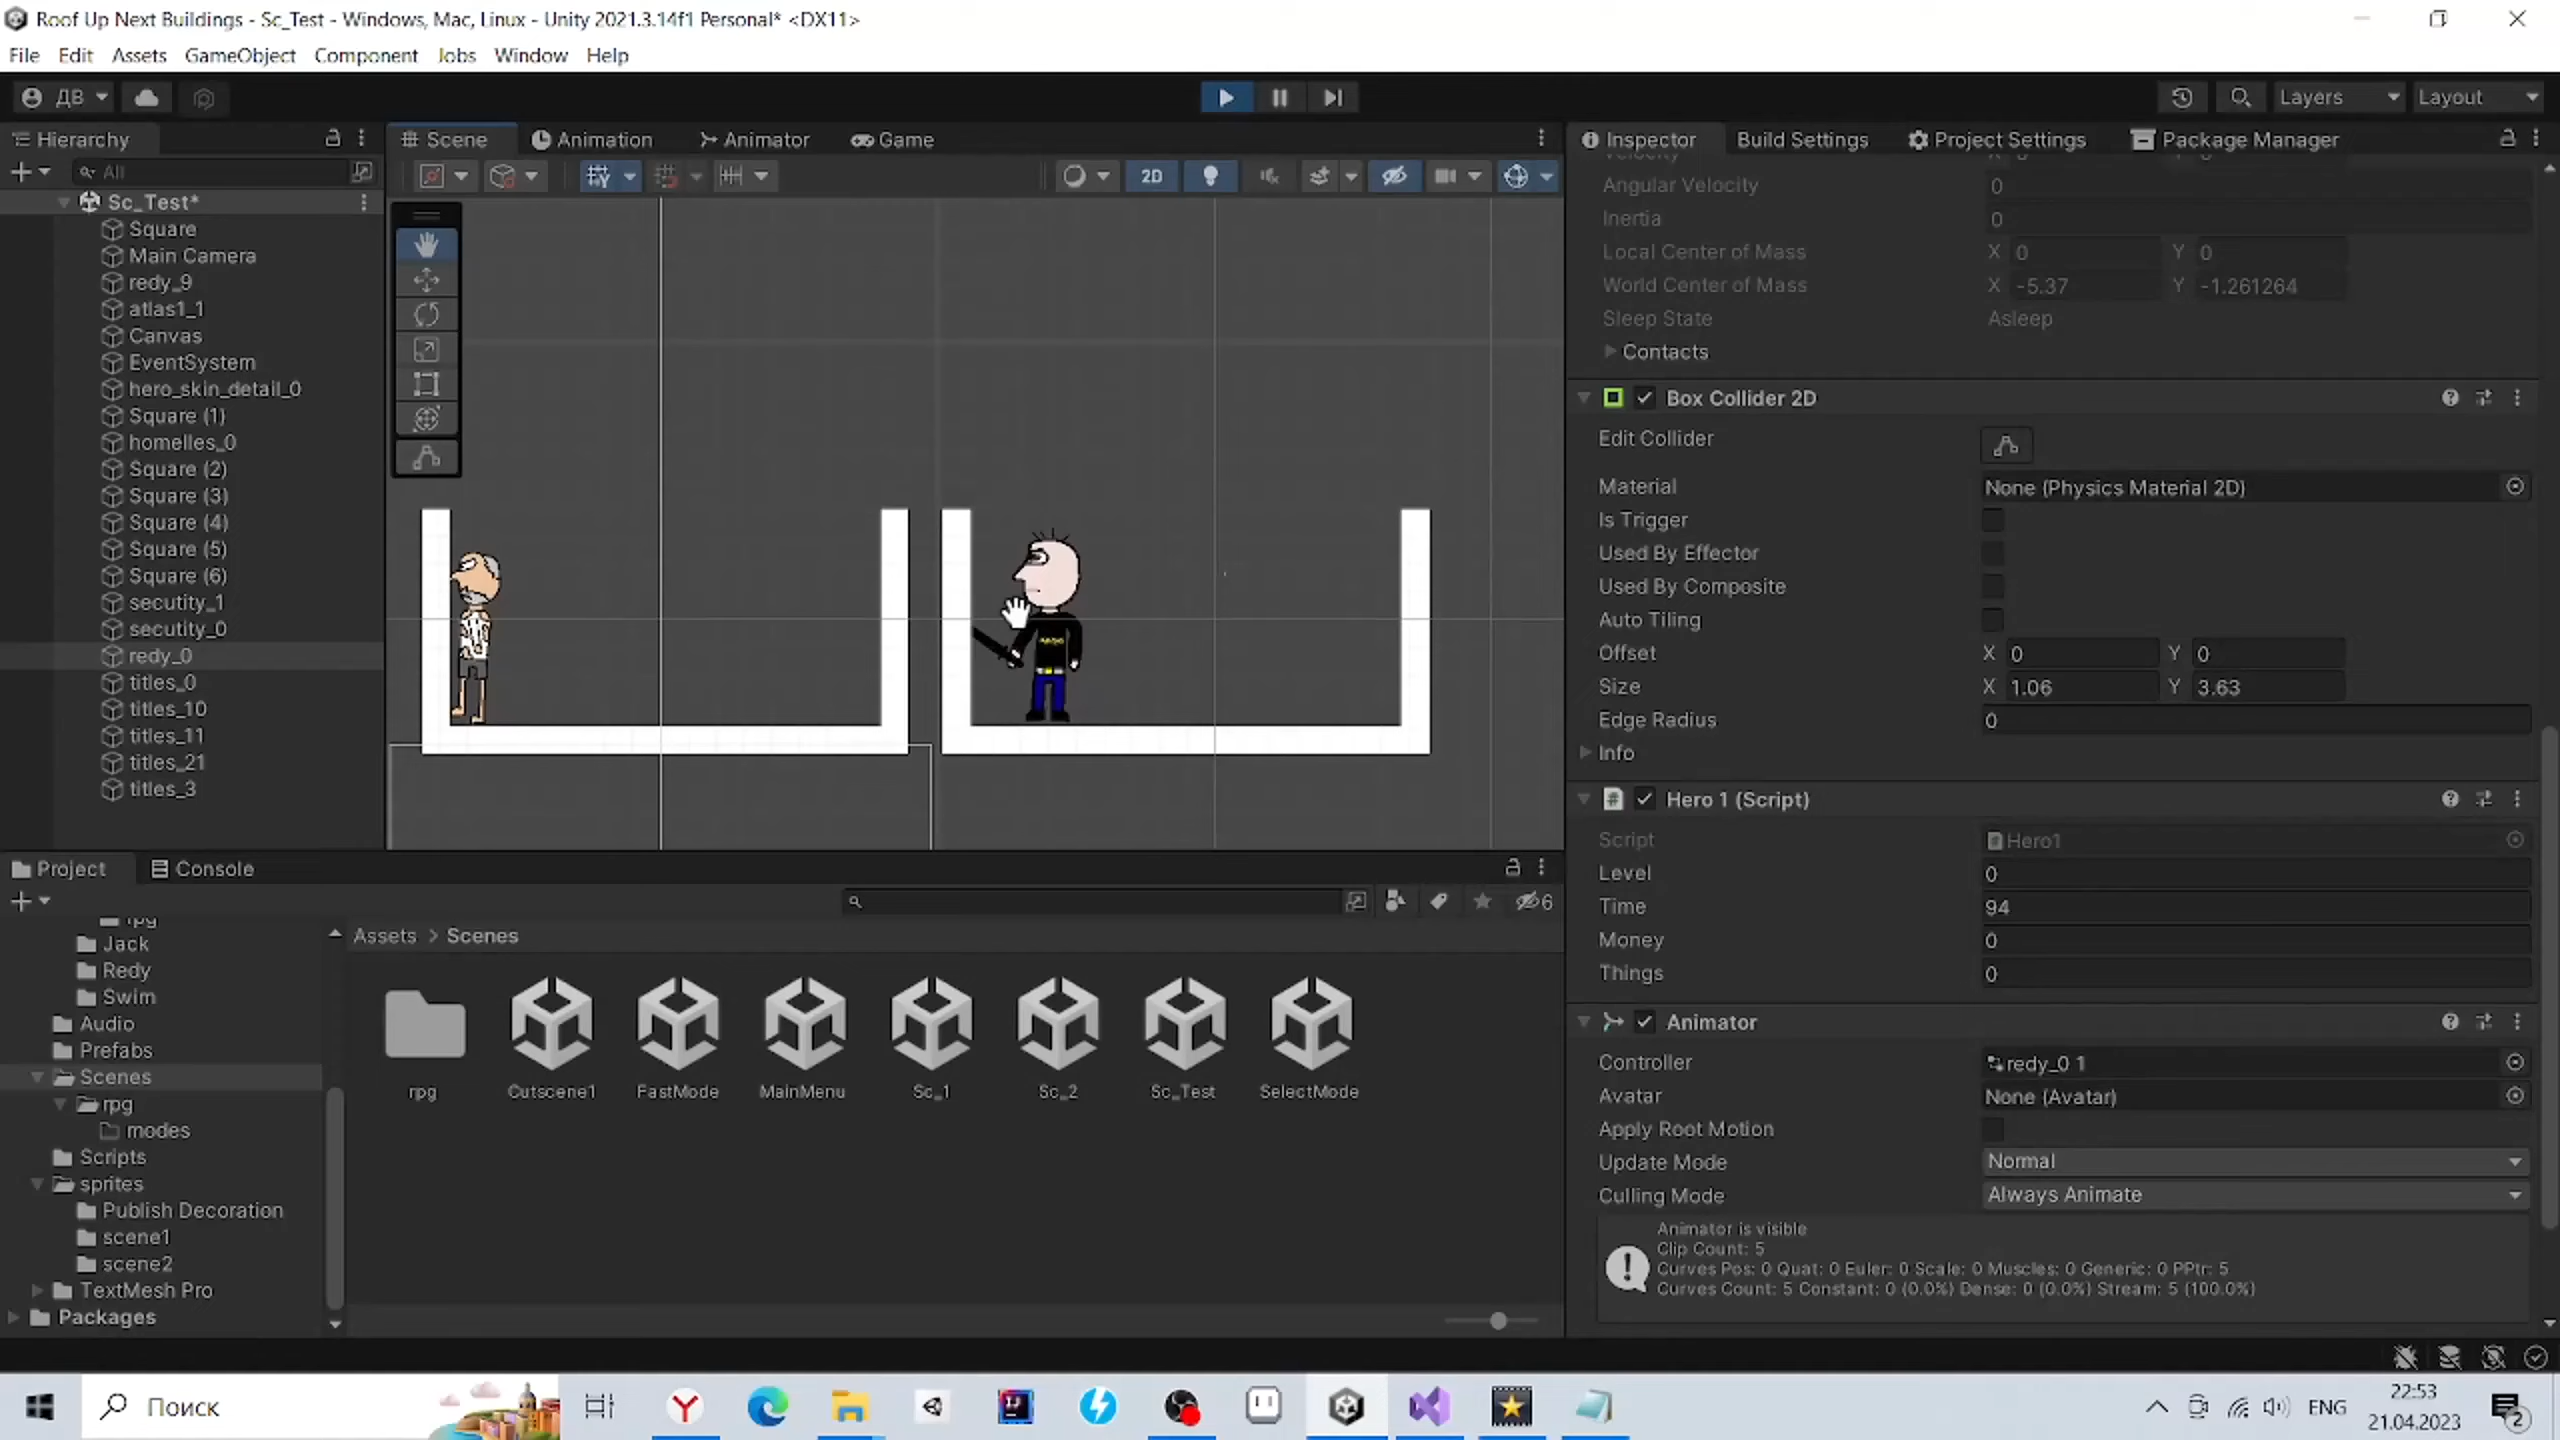 Roof Up Next Buildings - Sc_Test - Windows, Mac, Linux - Unity 2021.3.14f1 Personal* <DX11>
File Edit Assets GameObject Component Jobs Window Help
ДВ
Layers Layout
Hierarchy
Scene Animation Animator Game
Inspector Build Settings Project Settings Package Manager
All
2D
Sc_Test*
Square
Main Camera
redy_9
atlas1_1
Canvas
EventSystem
hero_skin_detail_0
Square (1)
homelles_0
Square (2)
Square (3)
Square (4)
Square (5)
Square (6)
secutity_1
secutity_0
redy_0
titles_0
titles_10
titles_11
titles_21
titles_3
Angular Velocity 0
Inertia 0
Local Center of Mass X 0 Y 0
World Center of Mass X -5.37 Y -1.261264
Sleep State Asleep
Contacts
Box Collider 2D
Edit Collider
Material None (Physics Material 2D)
Is Trigger
Used By Effector
Used By Composite
Auto Tiling
Offset X 0 Y 0
Size X 1.06 Y 3.63
Edge Radius 0
Info
Hero 1 (Script)
Script Hero1
Level 0
Time 94
Money 0
Things 0
Animator
Controller redy_0 1
Avatar None (Avatar)
Apply Root Motion
Update Mode Normal
Culling Mode Always Animate
Animator is visible
Clip Count: 5
Curves Pos: 0 Quat: 0 Euler: 0 Scale: 0 Muscles: 0 Generic: 0 PPtr: 5
Curves Count: 5 Constant: 0 (0.0%) Dense: 0 (0.0%) Stream: 5 (100.0%)
Project Console
6
rpg
Jack
Redy
Swim
Audio
Prefabs
Scenes
rpg
modes
Scripts
sprites
Publish Decoration
scene1
scene2
TextMesh Pro
Packages
Assets > Scenes
rpg Cutscene1 FastMode MainMenu Sc_1 Sc_2 Sc_Test SelectMode
Поиск
ENG
22:53
21.04.2023
2